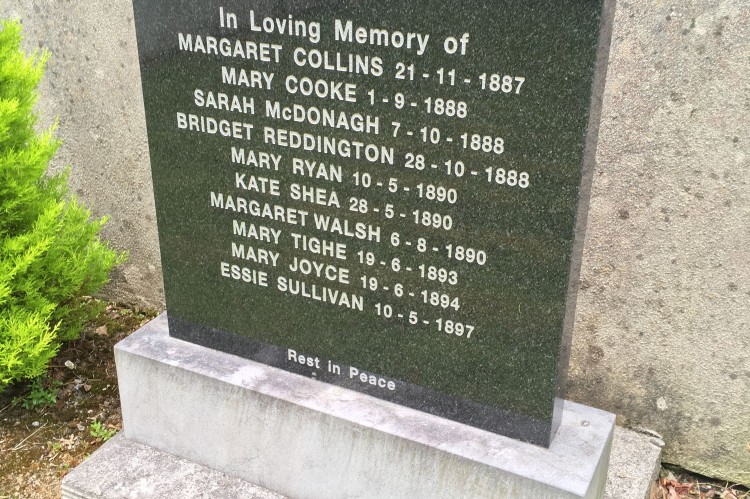 In Loving Memory of
MARGARET COLLINS 21-11-1887
MARY COOKE 1-9-1888
SARAH McDONAGH 7-10-1888
BRIDGET REDDINGTON 28-10-1888
MARY RYAN 10-5-1890
KATE SHEA 28-5-1890
MARGARET WALSH 6-8-1890
MARY TIGHE 19-6-1893
MARY JOYCE 19-6-1894
ESSIE SULLIVAN 10-5-1897
Rest in Peace